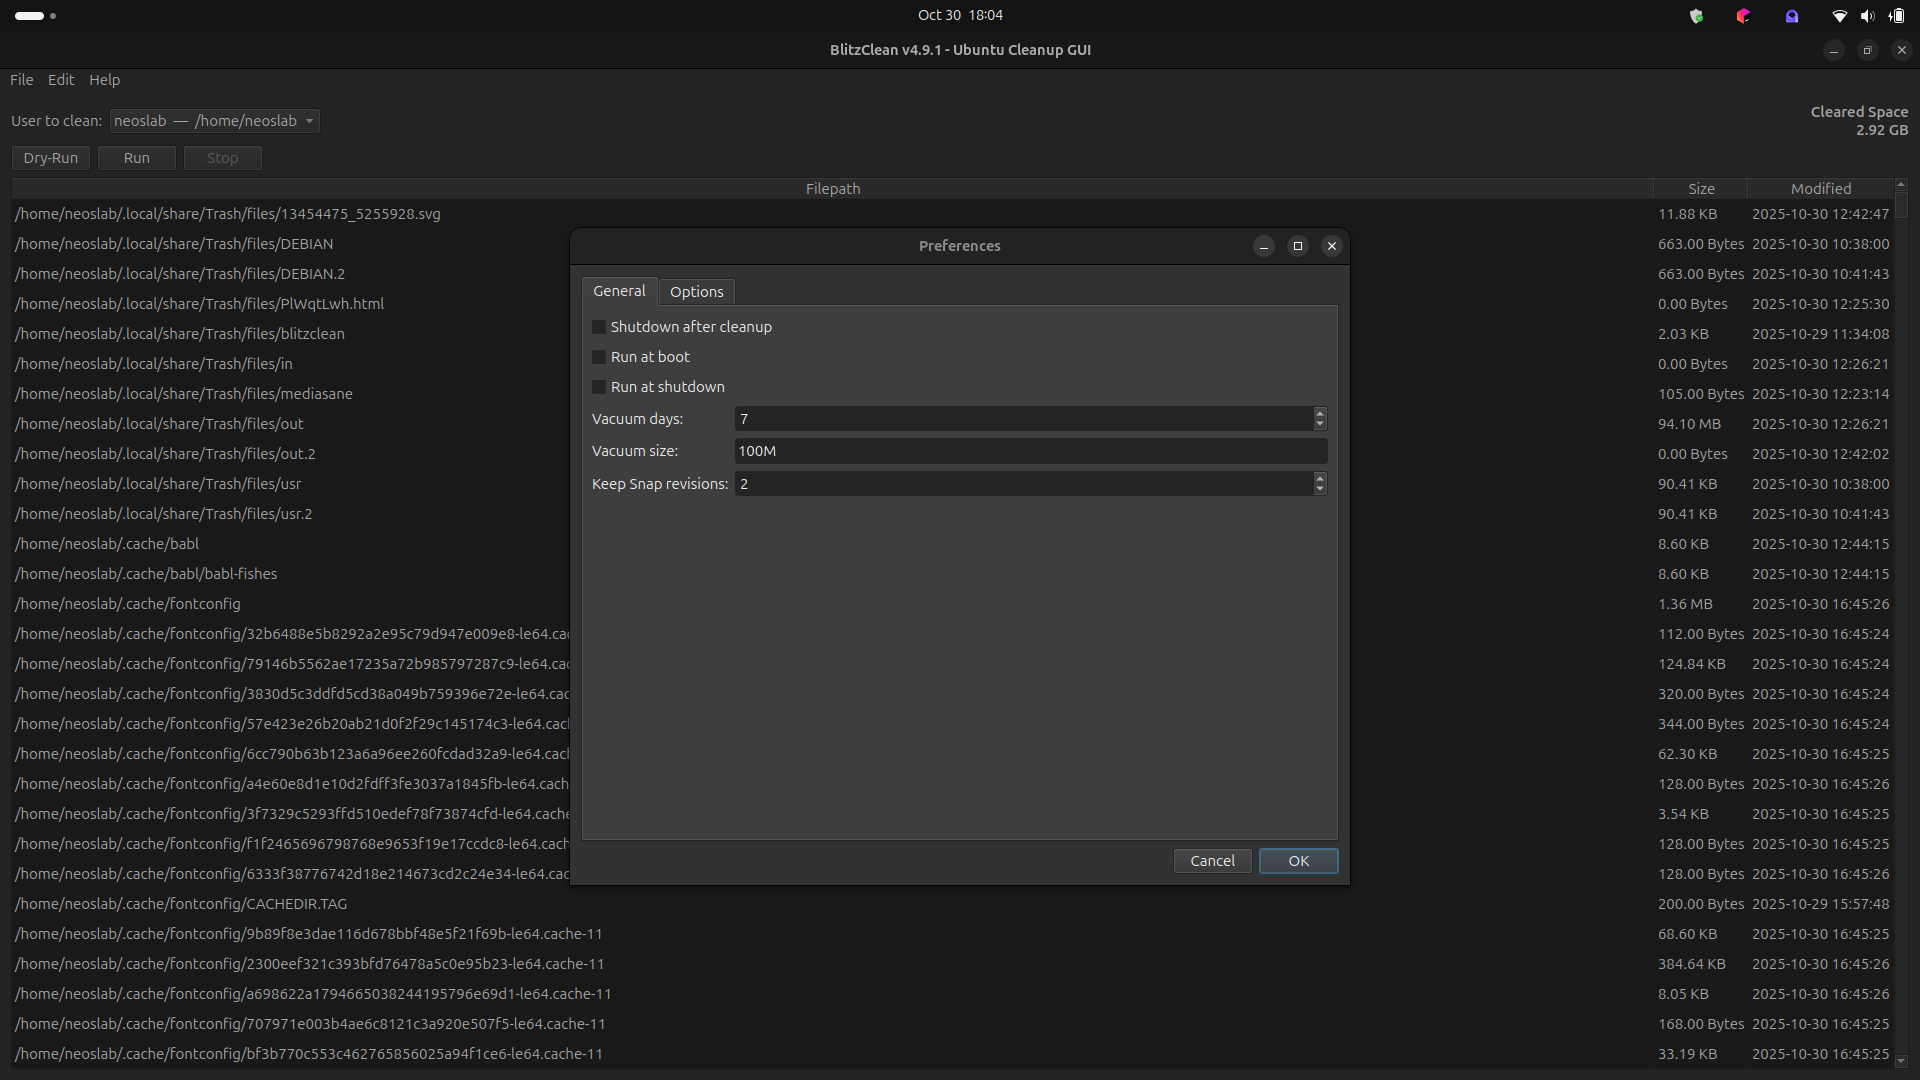 Oct 30 18:04
BlitzClean v4.9.1 - Ubuntu Cleanup GUI
File Edit Help
User to clean: neoslab — /home/neoslab
Cleared Space
2.92 GB
Dry-Run Run Stop
Filepath Size Modified
/home/neoslab/.local/share/Trash/files/13454475_5255928.svg 11.88 KB 2025-10-30 12:42:47
/home/neoslab/.local/share/Trash/files/DEBIAN 663.00 Bytes 2025-10-30 10:38:00
/home/neoslab/.local/share/Trash/files/DEBIAN.2 663.00 Bytes 2025-10-30 10:41:43
/home/neoslab/.local/share/Trash/files/PlWqtLwh.html 0.00 Bytes 2025-10-30 12:25:30
/home/neoslab/.local/share/Trash/files/blitzclean 2.03 KB 2025-10-29 11:34:08
/home/neoslab/.local/share/Trash/files/in 0.00 Bytes 2025-10-30 12:26:21
/home/neoslab/.local/share/Trash/files/mediasane 105.00 Bytes 2025-10-30 12:23:14
/home/neoslab/.local/share/Trash/files/out 94.10 MB 2025-10-30 12:26:21
/home/neoslab/.local/share/Trash/files/out.2 0.00 Bytes 2025-10-30 12:42:02
/home/neoslab/.local/share/Trash/files/usr 90.41 KB 2025-10-30 10:38:00
/home/neoslab/.local/share/Trash/files/usr.2 90.41 KB 2025-10-30 10:41:43
/home/neoslab/.cache/babl 8.60 KB 2025-10-30 12:44:15
/home/neoslab/.cache/babl/babl-fishes 8.60 KB 2025-10-30 12:44:15
/home/neoslab/.cache/fontconfig 1.36 MB 2025-10-30 16:45:26
/home/neoslab/.cache/fontconfig/32b6488e5b8292a2e95c79d947e009e8-le64.cac 112.00 Bytes 2025-10-30 16:45:24
/home/neoslab/.cache/fontconfig/79146b5562ae17235a72b985797287c9-le64.cac 124.84 KB 2025-10-30 16:45:24
/home/neoslab/.cache/fontconfig/3830d5c3ddfd5cd38a049b759396e72e-le64.cac 320.00 Bytes 2025-10-30 16:45:24
/home/neoslab/.cache/fontconfig/57e423e26b20ab21d0f2f29c145174c3-le64.cach 344.00 Bytes 2025-10-30 16:45:24
/home/neoslab/.cache/fontconfig/6cc790b63b123a6a96ee260fcdad32a9-le64.cach 62.30 KB 2025-10-30 16:45:25
/home/neoslab/.cache/fontconfig/a4e60e8d1e10d2fdff3fe3037a1845fb-le64.cach 128.00 Bytes 2025-10-30 16:45:26
/home/neoslab/.cache/fontconfig/3f7329c5293ffd510edef78f73874cfd-le64.cache 3.54 KB 2025-10-30 16:45:25
/home/neoslab/.cache/fontconfig/f1f2465696798768e9653f19e17ccdc8-le64.cach 128.00 Bytes 2025-10-30 16:45:25
/home/neoslab/.cache/fontconfig/6333f38776742d18e214673cd2c24e34-le64.cac 128.00 Bytes 2025-10-30 16:45:26
/home/neoslab/.cache/fontconfig/CACHEDIR.TAG 200.00 Bytes 2025-10-29 15:57:48
/home/neoslab/.cache/fontconfig/9b89f8e3dae116d678bbf48e5f21f69b-le64.cache-11 68.60 KB 2025-10-30 16:45:25
/home/neoslab/.cache/fontconfig/2300eef321c393bfd76478a5c0e95b23-le64.cache-11 384.64 KB 2025-10-30 16:45:26
/home/neoslab/.cache/fontconfig/a698622a1794665038244195796e69d1-le64.cache-11 8.05 KB 2025-10-30 16:45:26
/home/neoslab/.cache/fontconfig/707971e003b4ae6c8121c3a920e507f5-le64.cache-11 168.00 Bytes 2025-10-30 16:45:25
/home/neoslab/.cache/fontconfig/bf3b770c553c462765856025a94f1ce6-le64.cache-11 33.19 KB 2025-10-30 16:45:25
Preferences
General Options
Shutdown after cleanup
Run at boot
Run at shutdown
Vacuum days: 7
Vacuum size: 100M
Keep Snap revisions: 2
Cancel OK